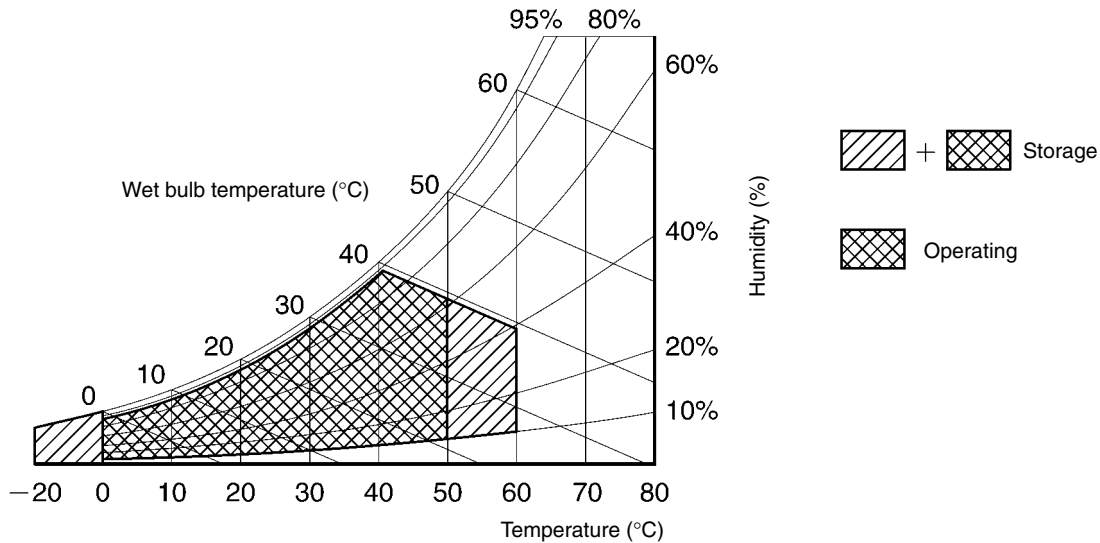 95% 80%
60%
60
+ Storage
Wet bulb temperature (°C) 50
Humidity (%)
40%
40
Operating
30
20
20%
10
0
10%
−20 0 10 20 30 40 50 60 70 80
Temperature (°C)